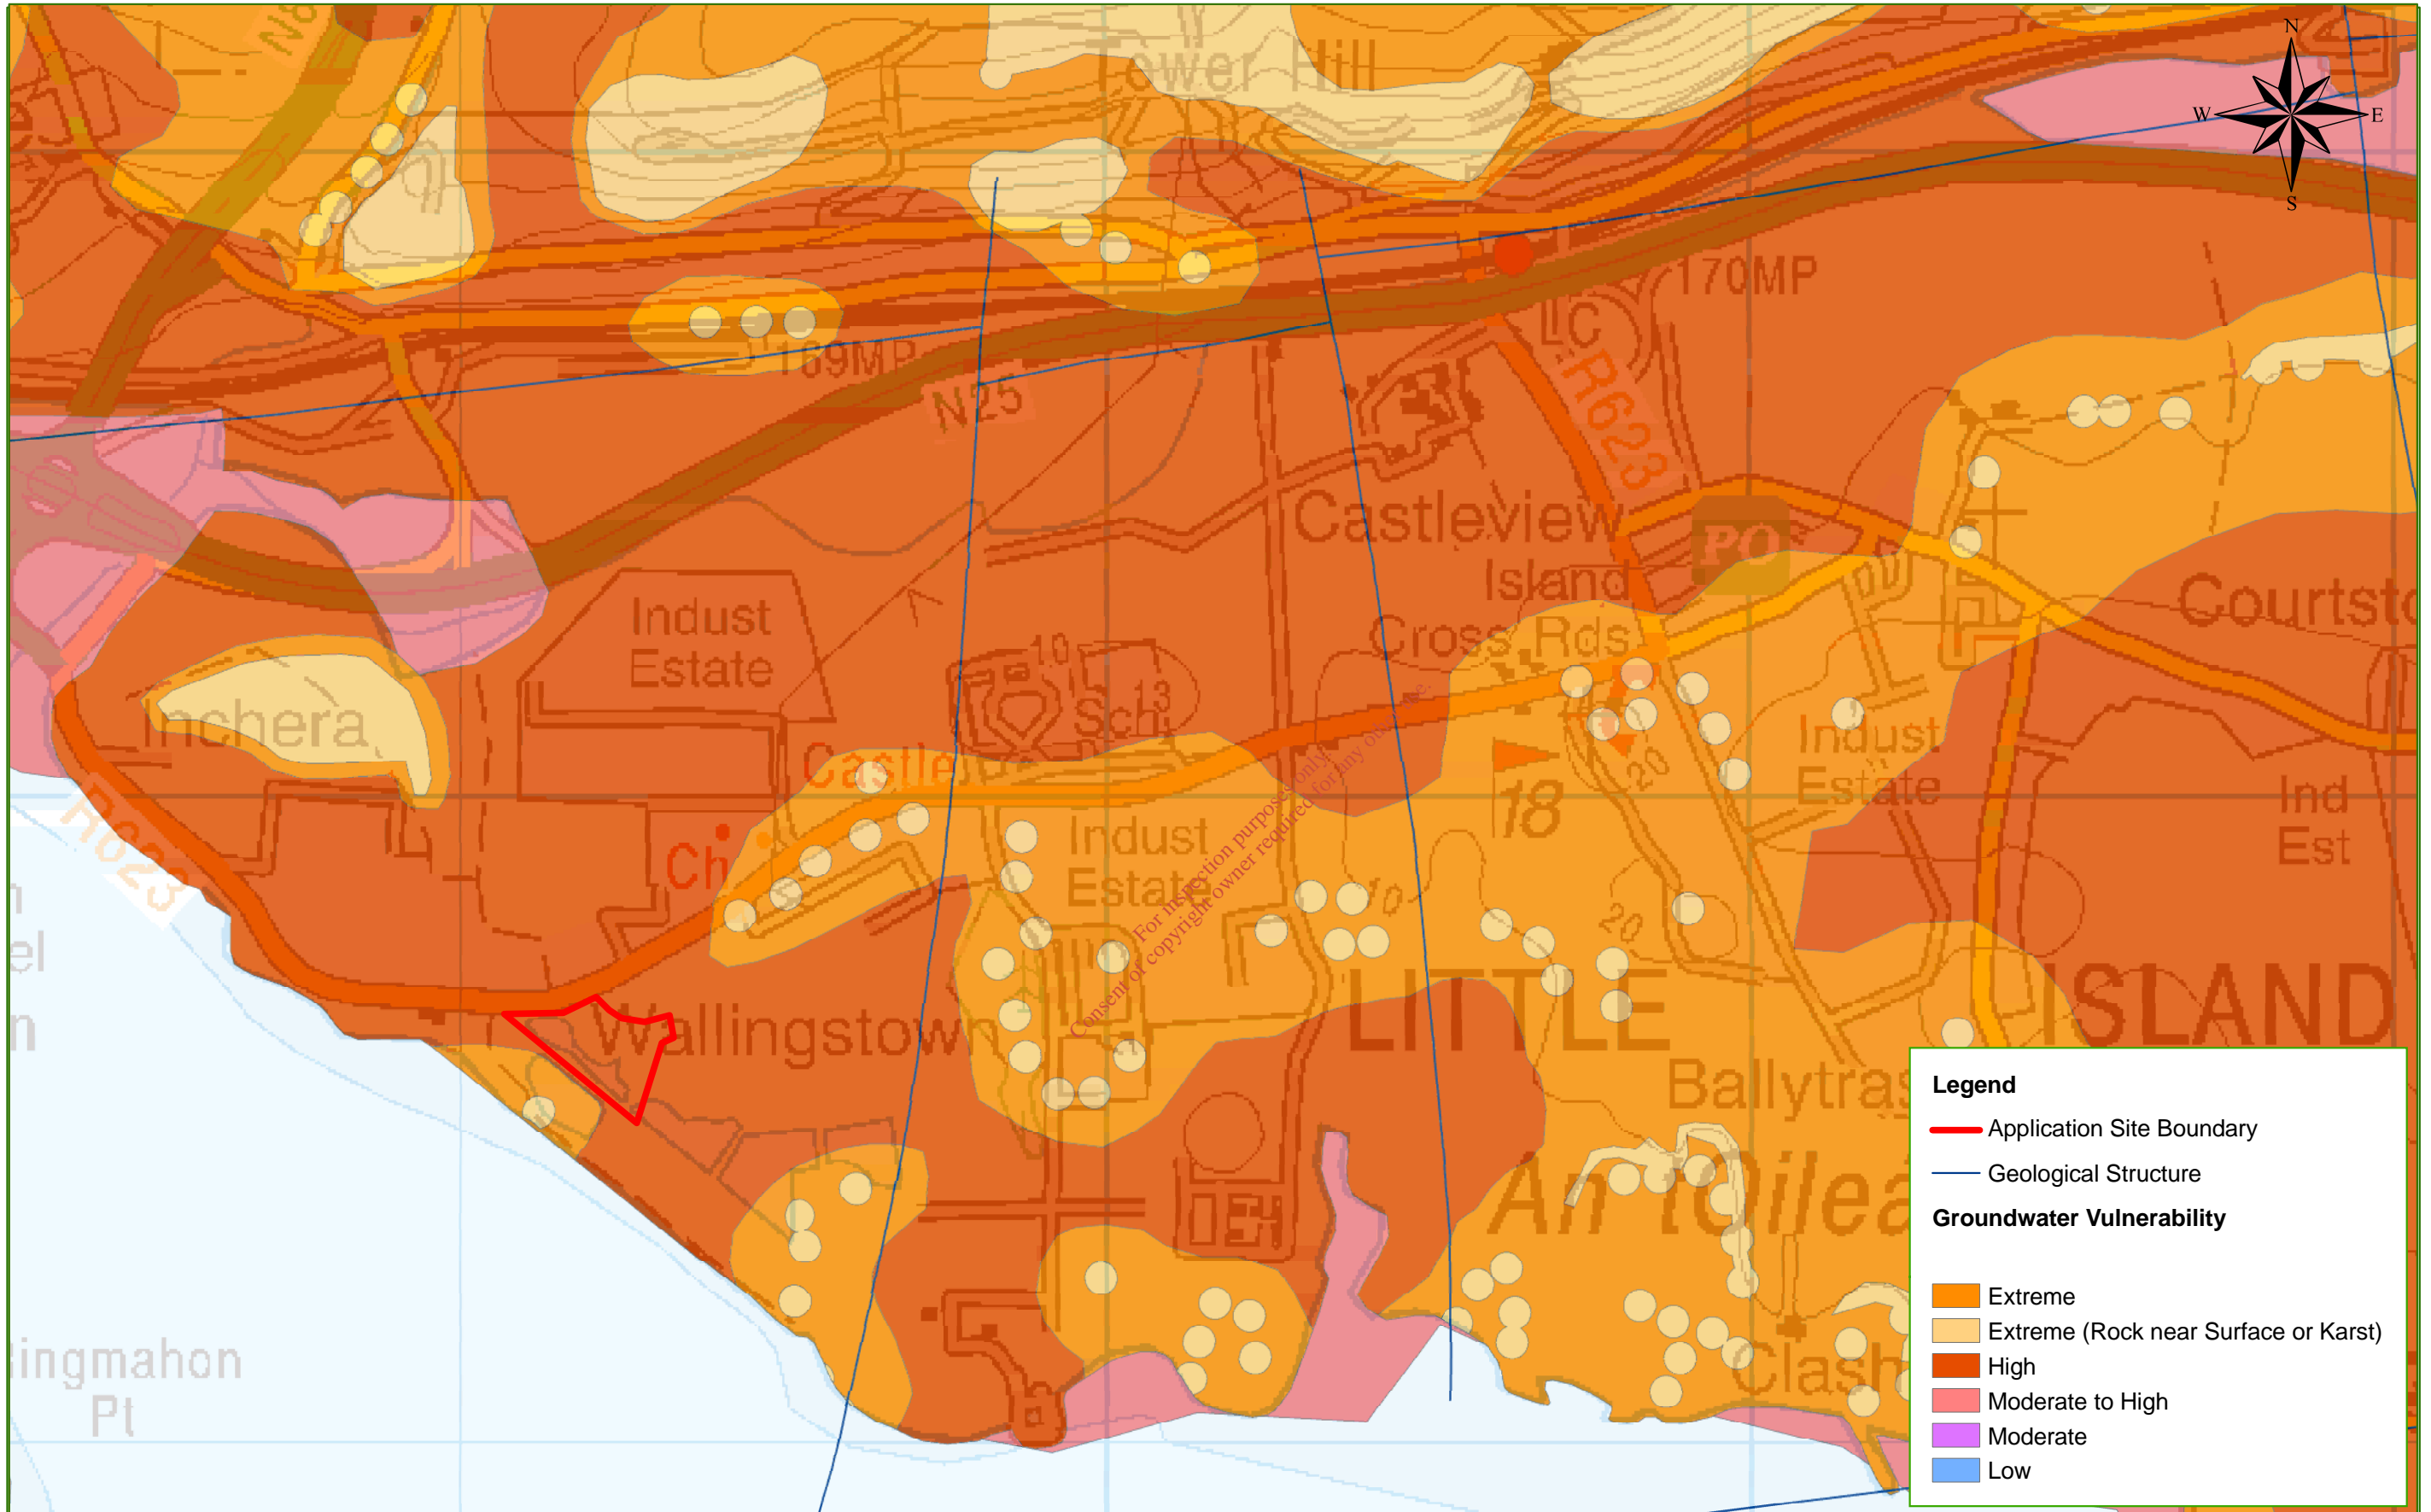 N
W
E
S
Tower Hill
170MP
LC
169MP
N25
R623
Castleview
PO
Island
Cross Rds
Courtsto
Indust
Estate
10
13
Sch
Inchera
Castle
Indust
Estate
20
18
Ind
Est
R623
Ch
Indust
Estate
For inspection purposes only.
Consent of copyright owner required for any other use.
10
20
el
n
Wallingstown
LITTLE
ISLAND
Ballytras
An tOilea
ingmahon
Pt
Clash
Legend
Application Site Boundary
Geological Structure
Groundwater Vulnerability
Extreme
Extreme (Rock near Surface or Karst)
High
Moderate to High
Moderate
Low